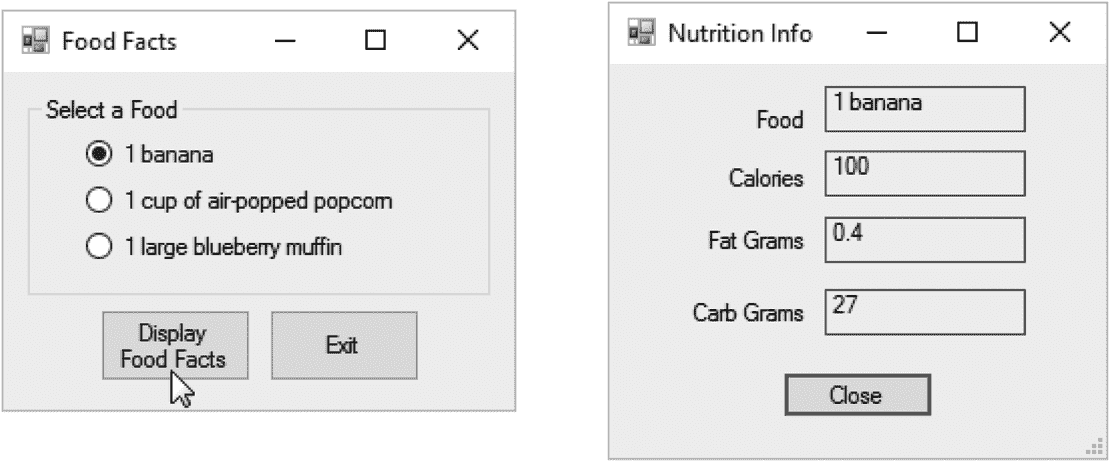 Food Facts
Select a Food
1 banana
1 cup of air-popped popcorn
1 large blueberry muffin
Display
Food Facts
Exit
Nutrition Info
Food 1 banana
Calories 100
Fat Grams 0.4
Carb Grams 27
Close